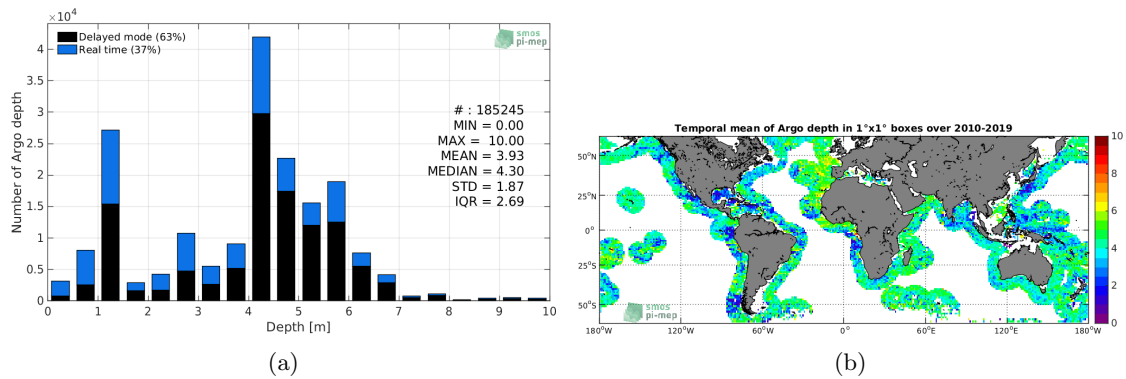 ×10⁴
Delayed mode (63%)
Real time (37%)
smos
pi-mep
4
3.5
3
2.5
2
1.5
1
0.5
0
Number of Argo depth
# : 185245
MIN = 0.00
MAX = 10.00
MEAN = 3.93
MEDIAN = 4.30
STD = 1.87
IQR = 2.69
0 1 2 3 4 5 6 7 8 9 10
Depth [m]
(a)
Temporal mean of Argo depth in 1°x1° boxes over 2010-2019
50°N
25°N
0°
25°S
50°S
180°W 120°W 60°W 0° 60°E 120°E 180°W
smos
pi-mep
10
8
6
4
2
0
(b)